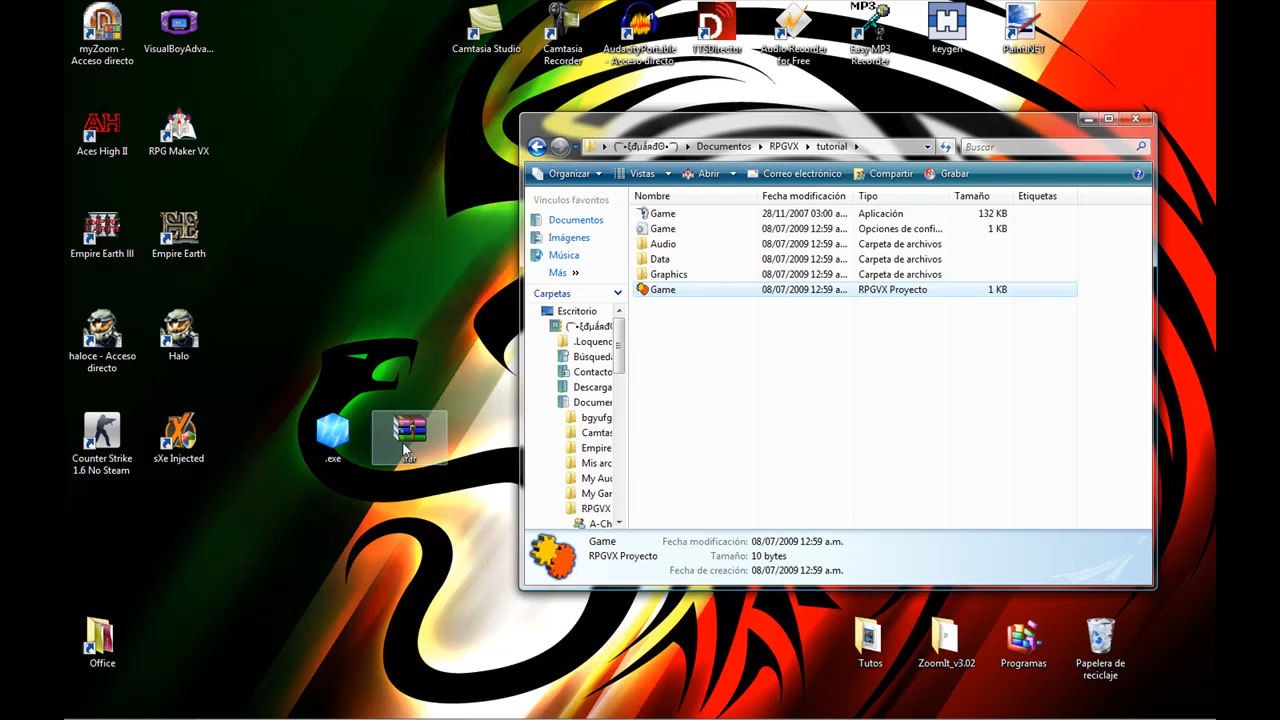 myZoom -
Acceso directo
VisualBoyAdva...
Camtasia Studio
Camtasia
Recorder
AudacityPortable
- Acceso directo
TTSDirector
Audio Recorder
for Free
MP3
Easy MP3
Recorder
keygen
Paint.NET
Aces High II
RPG Maker VX
Empire Earth III
Empire Earth
haloce - Acceso
directo
Halo
Counter Strike
1.6 No Steam
sXe Injected
.exe
.rar
Office
Documentos
RPGVX
tutorial
Buscar
Organizar
Vistas
Abrir
Correo electrónico
Compartir
Grabar
Vínculos favoritos
Documentos
Imágenes
Música
Más »
Carpetas
Escritorio
.Loquenc
Búsqueda
Contacto
Descarga
Documen
bgyufg
Camtas
Empire
Mis arc
My Auc
My Gar
RPGVX
A-Ch
Nombre Fecha modificación Tipo Tamaño Etiquetas
Game 28/11/2007 03:00 a... Aplicación 132 KB
Game 08/07/2009 12:59 a... Opciones de confi... 1 KB
Audio 08/07/2009 12:59 a... Carpeta de archivos
Data 08/07/2009 12:59 a... Carpeta de archivos
Graphics 08/07/2009 12:59 a... Carpeta de archivos
Game 08/07/2009 12:59 a... RPGVX Proyecto 1 KB
Game Fecha modificación: 08/07/2009 12:59 a.m.
RPGVX Proyecto Tamaño: 10 bytes
Fecha de creación: 08/07/2009 12:59 a.m.
Tutos
ZoomIt_v3.02
Programas
Papelera de
reciclaje